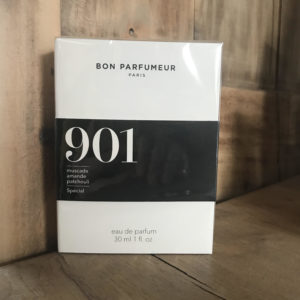 BON PARFUMEUR
PARIS
901
muscade
amande
patchouli
Spécial
eau de parfum
30 ml 1 fl. oz